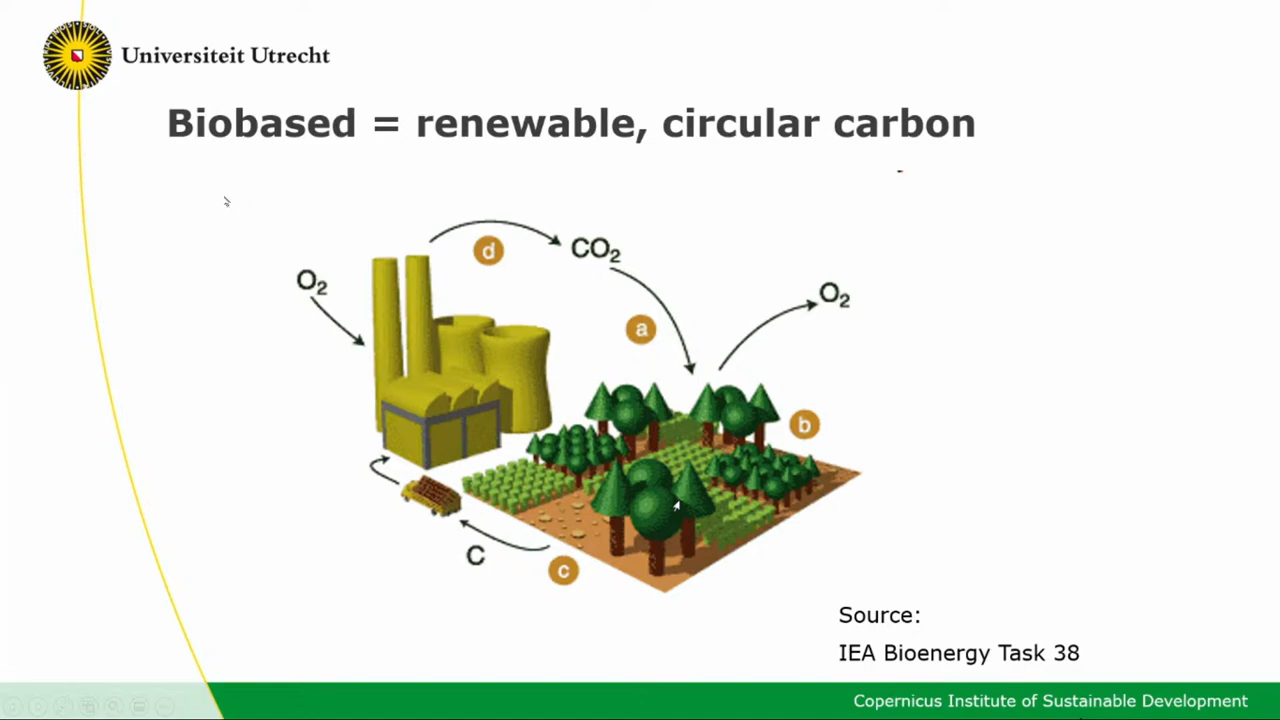 Universiteit Utrecht
Biobased = renewable, circular carbon
d
CO₂
O₂
O₂
a
b
C
c
Source:
IEA Bioenergy Task 38
Copernicus Institute of Sustainable Development